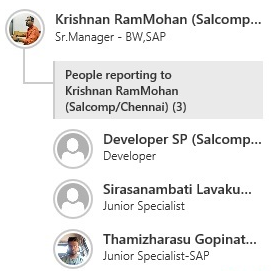 Krishnan RamMohan (Salcomp...
Sr.Manager - BW,SAP
People reporting to
Krishnan RamMohan
(Salcomp/Chennai) (3)
Developer SP (Salcomp...
Developer
Sirasanambati Lavaku...
Junior Specialist
Thamizharasu Gopinat...
Junior Specialist-SAP